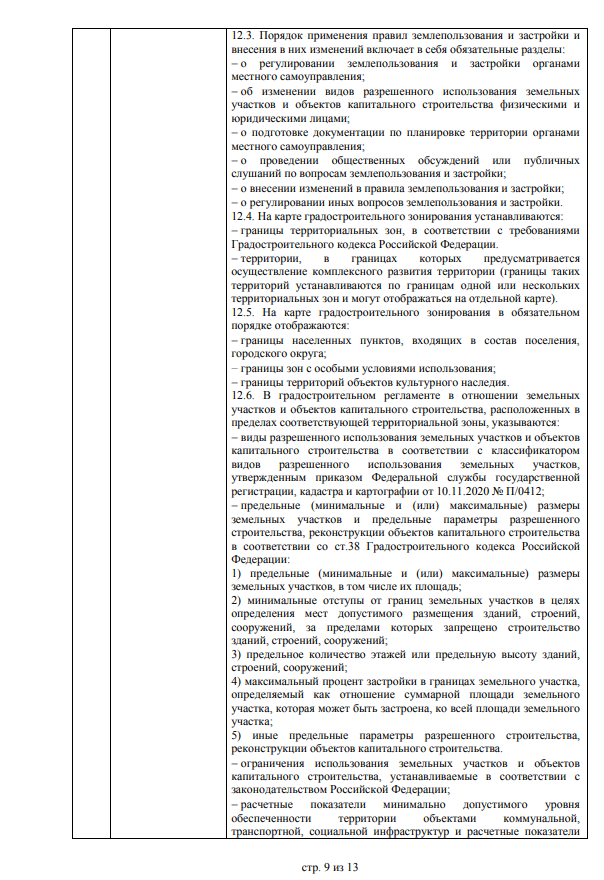 12.3. Порядок применения правил землепользования и застройки и
внесения в них изменений включает в себя обязательные разделы:
– о регулировании землепользования и застройки органами
местного самоуправления;
– об изменении видов разрешенного использования земельных
участков и объектов капитального строительства физическими и
юридическими лицами;
– о подготовке документации по планировке территории органами
местного самоуправления;
– о проведении общественных обсуждений или публичных
слушаний по вопросам землепользования и застройки;
– о внесении изменений в правила землепользования и застройки;
– о регулировании иных вопросов землепользования и застройки.
12.4. На карте градостроительного зонирования устанавливаются:
– границы территориальных зон, в соответствии с требованиями
Градостроительного кодекса Российской Федерации.
– территории, в границах которых предусматривается
осуществление комплексного развития территории (границы таких
территорий устанавливаются по границам одной или нескольких
территориальных зон и могут отображаться на отдельной карте).
12.5. На карте градостроительного зонирования в обязательном
порядке отображаются:
– границы населенных пунктов, входящих в состав поселения,
городского округа;
– границы зон с особыми условиями использования;
– границы территорий объектов культурного наследия.
12.6. В градостроительном регламенте в отношении земельных
участков и объектов капитального строительства, расположенных в
пределах соответствующей территориальной зоны, указываются:
– виды разрешенного использования земельных участков и объектов
капитального строительства в соответствии с классификатором
видов разрешенного использования земельных участков,
утвержденным приказом Федеральной службы государственной
регистрации, кадастра и картографии от 10.11.2020 № П/0412;
– предельные (минимальные и (или) максимальные) размеры
земельных участков и предельные параметры разрешенного
строительства, реконструкции объектов капитального строительства
в соответствии со ст.38 Градостроительного кодекса Российской
Федерации:
1) предельные (минимальные и (или) максимальные) размеры
земельных участков, в том числе их площадь;
2) минимальные отступы от границ земельных участков в целях
определения мест допустимого размещения зданий, строений,
сооружений, за пределами которых запрещено строительство
зданий, строений, сооружений;
3) предельное количество этажей или предельную высоту зданий,
строений, сооружений;
4) максимальный процент застройки в границах земельного участка,
определяемый как отношение суммарной площади земельного
участка, которая может быть застроена, ко всей площади земельного
участка;
5) иные предельные параметры разрешенного строительства,
реконструкции объектов капитального строительства.
– ограничения использования земельных участков и объектов
капитального строительства, устанавливаемые в соответствии с
законодательством Российской Федерации;
– расчетные показатели минимально допустимого уровня
обеспеченности территории объектами коммунальной,
транспортной, социальной инфраструктур и расчетные показатели
стр. 9 из 13